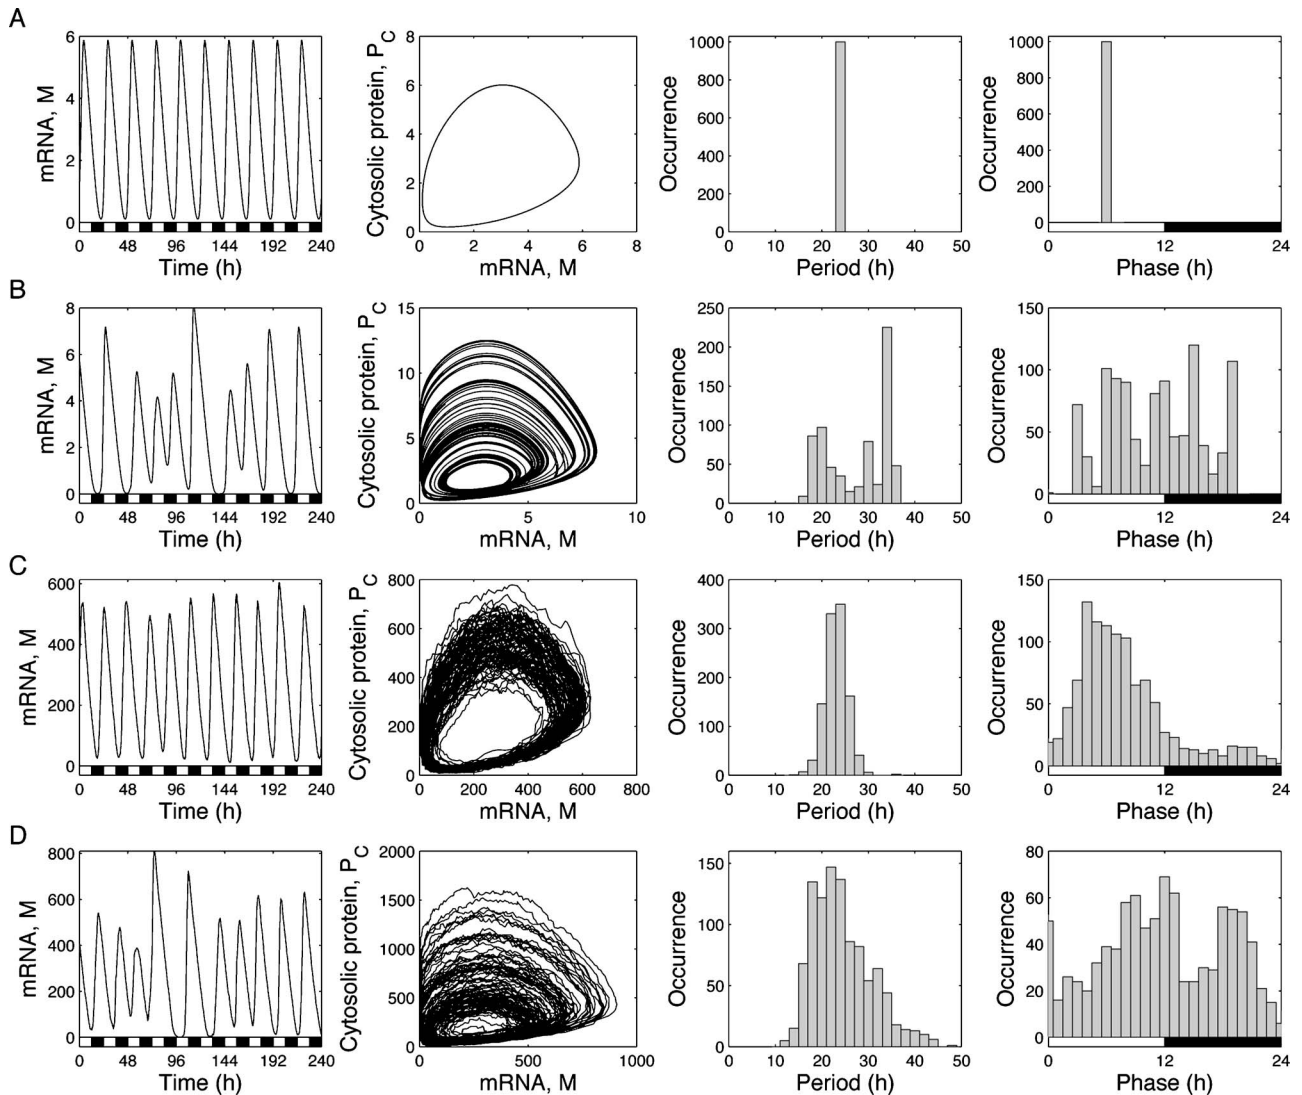 A
mRNA, M
6
4
2
0
0 48 96 144 192 240
Time (h)
Cytosolic protein, P_C
8
6
4
2
0
0 2 4 6 8
mRNA, M
Occurrence
1000
800
600
400
200
0
0 10 20 30 40 50
Period (h)
Occurrence
1000
800
600
400
200
0
0 12 24
Phase (h)
B
mRNA, M
8
6
4
2
0
0 48 96 144 192 240
Time (h)
Cytosolic protein, P_C
15
10
5
0
0 5 10
mRNA, M
Occurrence
250
200
150
100
50
0
0 10 20 30 40 50
Period (h)
Occurrence
150
100
50
0
0 12 24
Phase (h)
C
mRNA, M
600
400
200
0
0 48 96 144 192 240
Time (h)
Cytosolic protein, P_C
800
600
400
200
0
0 200 400 600 800
mRNA, M
Occurrence
400
300
200
100
0
0 10 20 30 40 50
Period (h)
Occurrence
150
100
50
0
0 12 24
Phase (h)
D
mRNA, M
800
600
400
200
0
0 48 96 144 192 240
Time (h)
Cytosolic protein, P_C
2000
1500
1000
500
0
0 500 1000
mRNA, M
Occurrence
150
100
50
0
0 10 20 30 40 50
Period (h)
Occurrence
80
60
40
20
0
0 12 24
Phase (h)